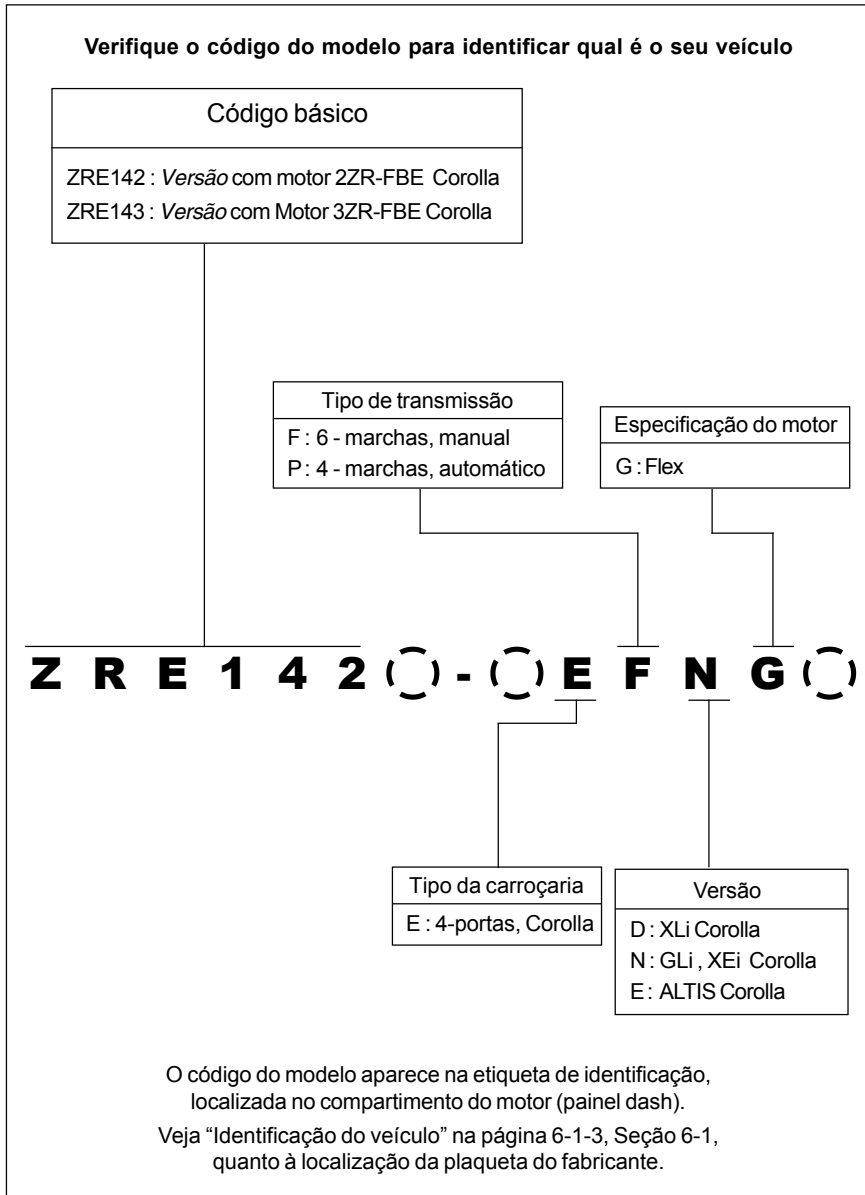 Verifique o código do modelo para identificar qual é o seu veículo
Código básico
ZRE142 : Versão com motor 2ZR-FBE Corolla
ZRE143 : Versão com Motor 3ZR-FBE Corolla
Tipo de transmissão
F : 6 - marchas, manual
P : 4 - marchas, automático
Especificação do motor
G : Flex
Z R E 1 4 2 ( ) - ( ) E F N G ( )
Tipo da carroçaria
E : 4-portas, Corolla
Versão
D : XLi Corolla
N : GLi , XEi Corolla
E : ALTIS Corolla
O código do modelo aparece na etiqueta de identificação,
localizada no compartimento do motor (painel dash).
Veja “Identificação do veículo” na página 6-1-3, Seção 6-1,
quanto à localização da plaqueta do fabricante.